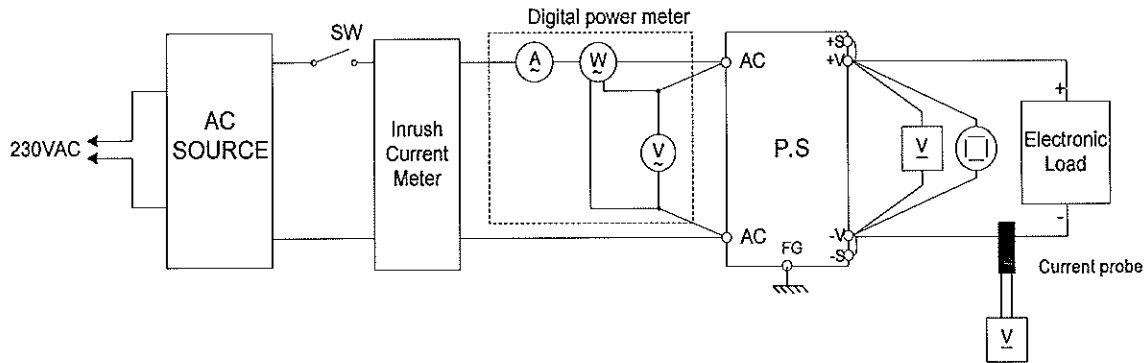 Digital power meter
SW
AC
SOURCE
230VAC
Inrush
Current
Meter
A
~
W
~
V
~
AC
AC
P.S
FG
+S
+V
-V
-S
V
+
Electronic
Load
-
Current probe
V